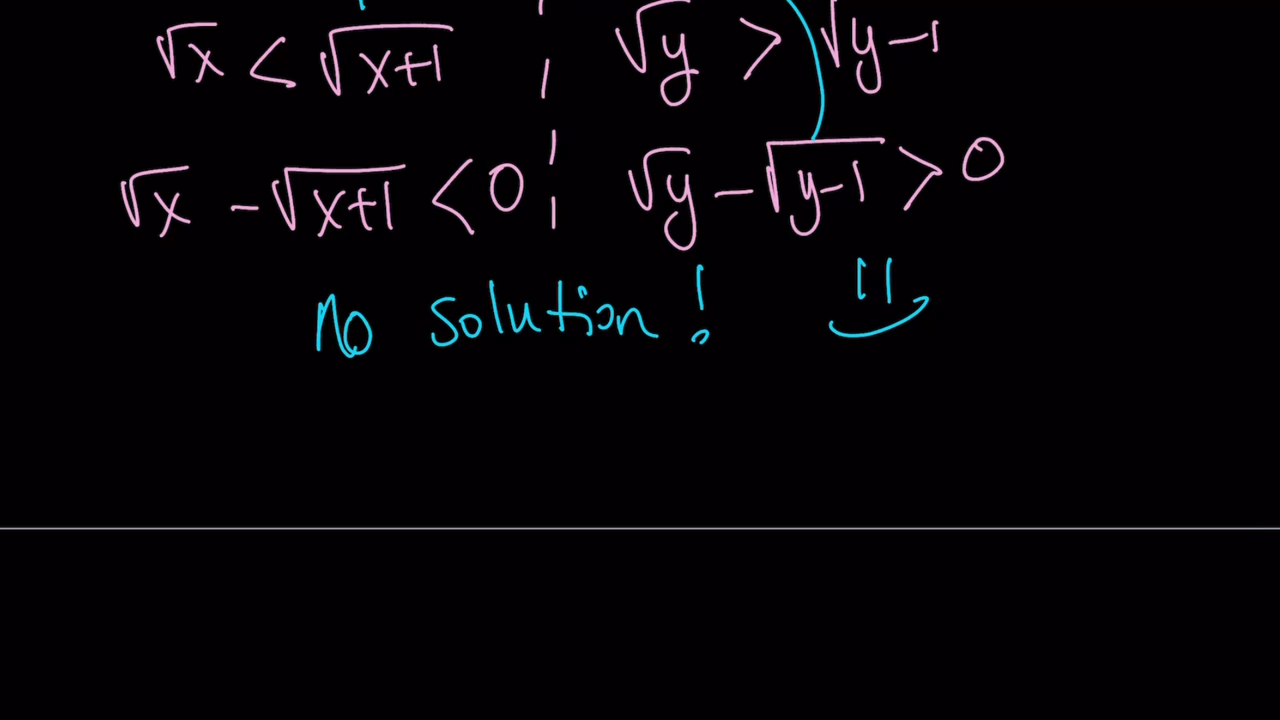 √x < √(x+1) ¦ √y > √(y-1)
√x - √(x+1) < 0 ¦ √y - √(y-1) > 0
No solution!